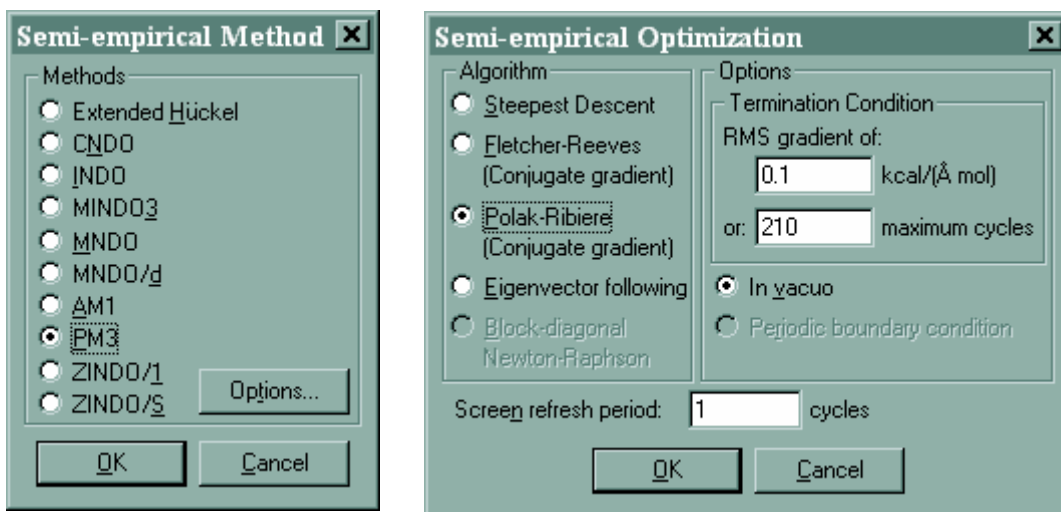 Semi-empirical Method
Methods
Extended Hückel
CNDO
INDO
MINDO3
MNDO
MNDO/d
AM1
PM3
ZINDO/1
ZINDO/S
Options...
OK
Cancel
Semi-empirical Optimization
Algorithm
Steepest Descent
Fletcher-Reeves
(Conjugate gradient)
Polak-Ribiere
(Conjugate gradient)
Eigenvector following
Block-diagonal
Newton-Raphson
Options
Termination Condition
RMS gradient of:
0.1 kcal/(Å mol)
or: 210 maximum cycles
In vacuo
Periodic boundary condition
Screen refresh period: 1 cycles
OK
Cancel